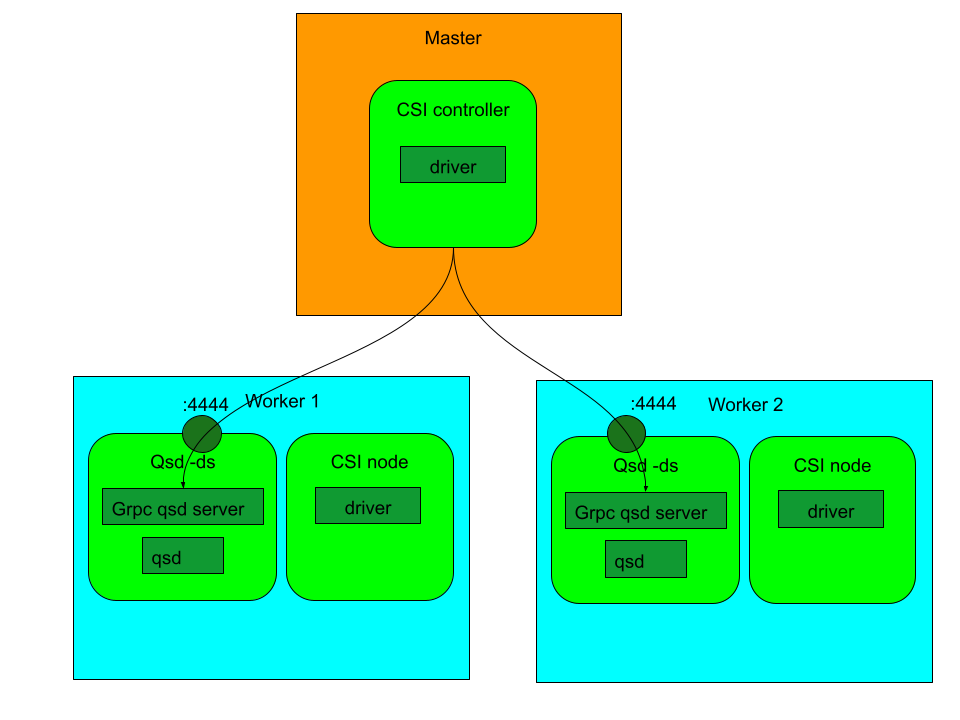 Master
CSI controller
driver
:4444
Worker 1
Qsd -ds
Grpc qsd server
qsd
CSI node
driver
:4444
Worker 2
Qsd -ds
Grpc qsd server
qsd
CSI node
driver